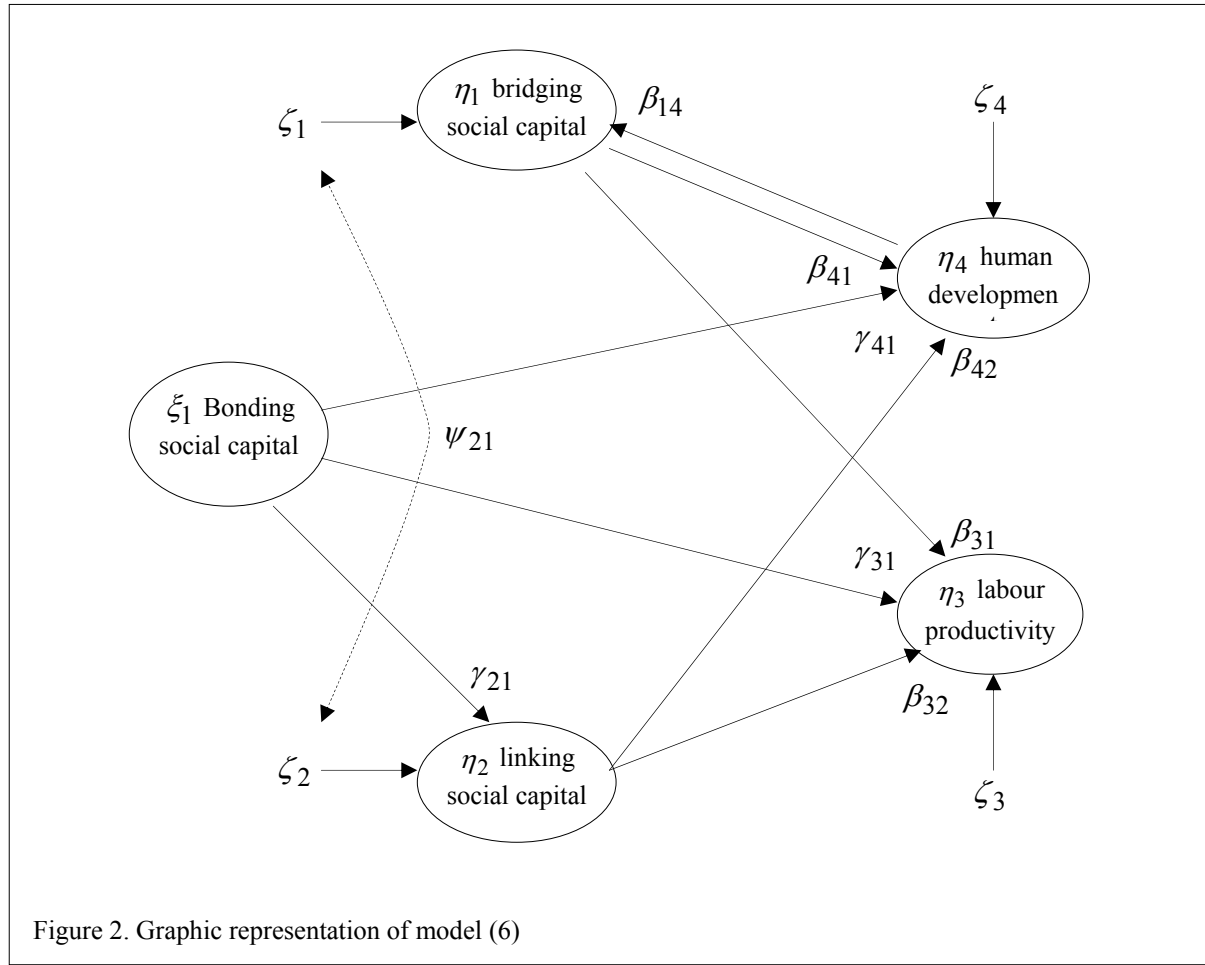 η1 bridging
social capital
β14
ζ4
ζ1
β41
η4 human
developmen
γ41
β42
ξ1 Bonding
social capital
ψ21
β31
γ31
η3 labour
productivity
γ21
β32
ζ2
η2 linking
social capital
ζ3
Figure 2. Graphic representation of model (6)